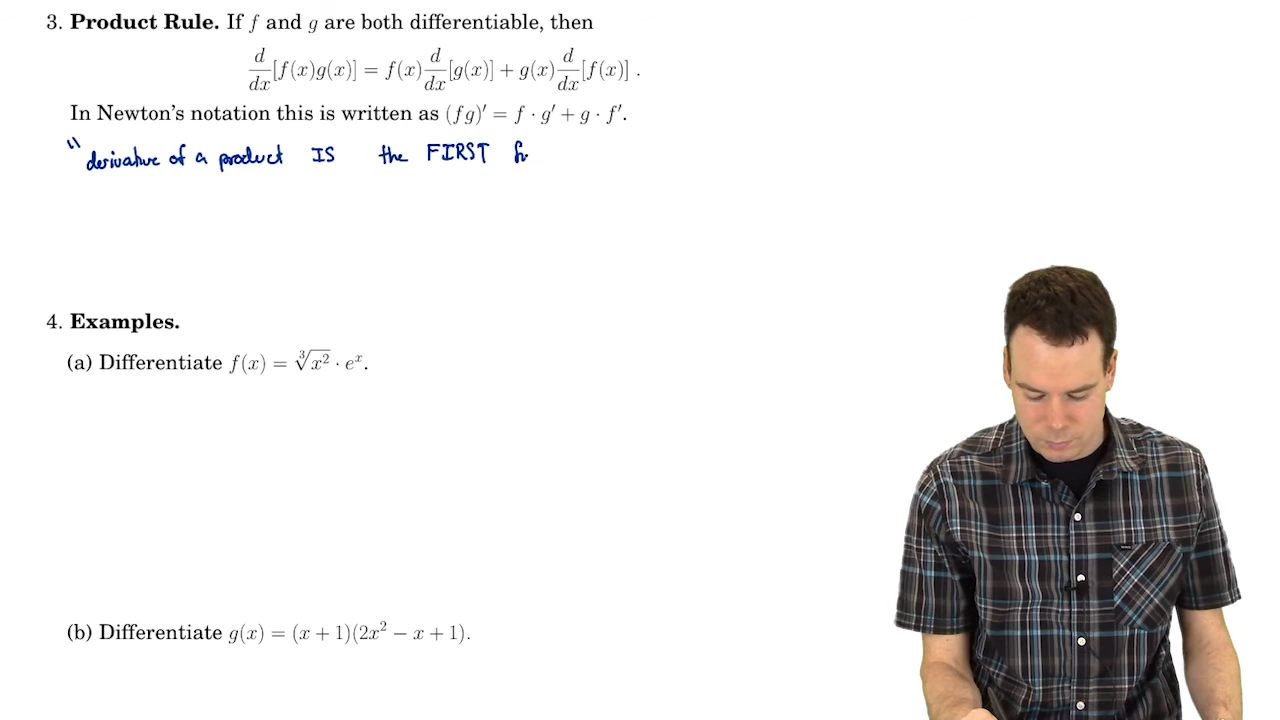 3. Product Rule. If f and g are both differentiable, then
d/dx [f(x)g(x)] = f(x) d/dx [g(x)] + g(x) d/dx [f(x)] .
In Newton's notation this is written as (fg)′ = f · g′ + g · f′.
" derivative of a product IS the FIRST
4. Examples.
(a) Differentiate f(x) = ∛x² · eˣ.
(b) Differentiate g(x) = (x + 1)(2x² − x + 1).